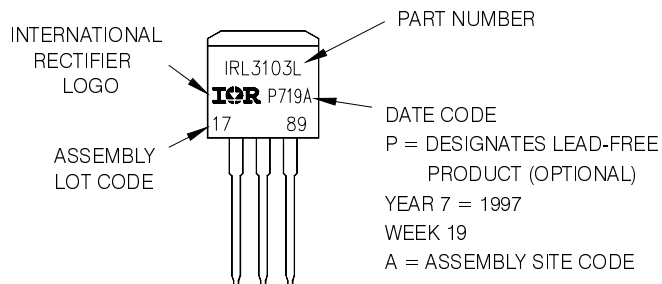 PART NUMBER
INTERNATIONAL
RECTIFIER
LOGO
IRL3103L
IOR P719A
17 89
ASSEMBLY
LOT CODE
DATE CODE
P = DESIGNATES LEAD-FREE
PRODUCT (OPTIONAL)
YEAR 7 = 1997
WEEK 19
A = ASSEMBLY SITE CODE